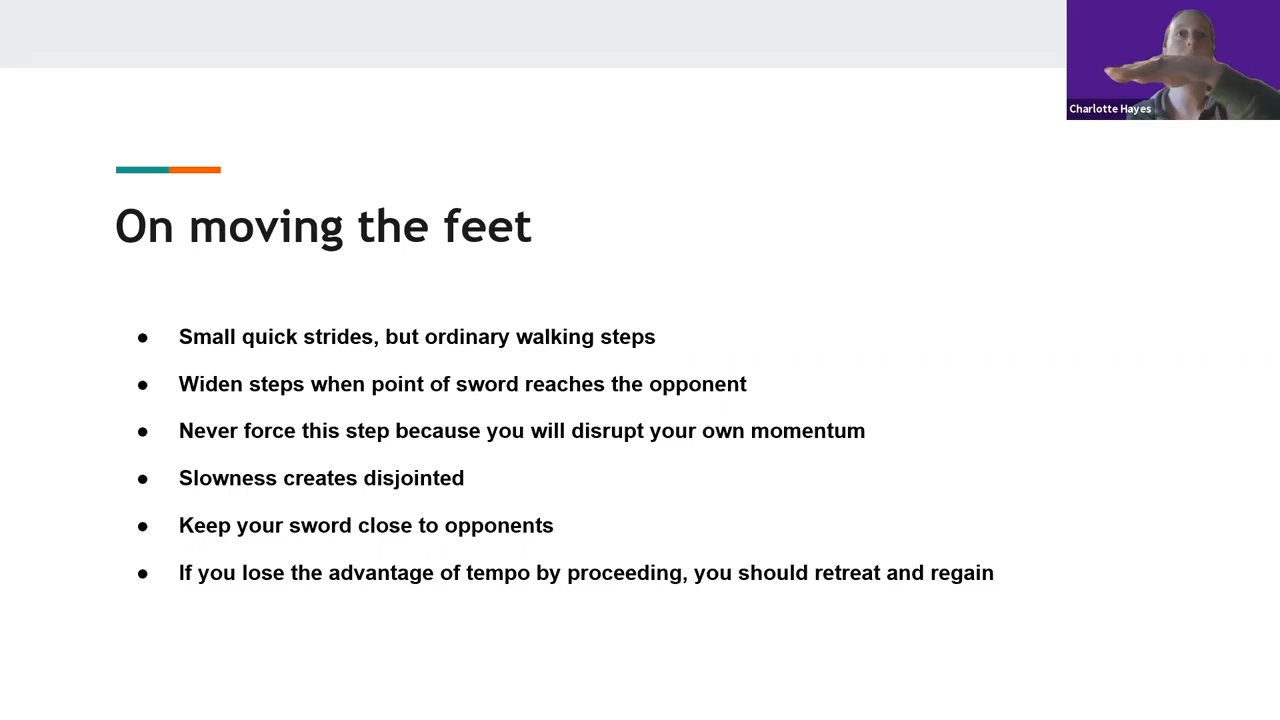 Charlotte Hayes
On moving the feet
● Small quick strides, but ordinary walking steps
● Widen steps when point of sword reaches the opponent
● Never force this step because you will disrupt your own momentum
● Slowness creates disjointed
● Keep your sword close to opponents
● If you lose the advantage of tempo by proceeding, you should retreat and regain